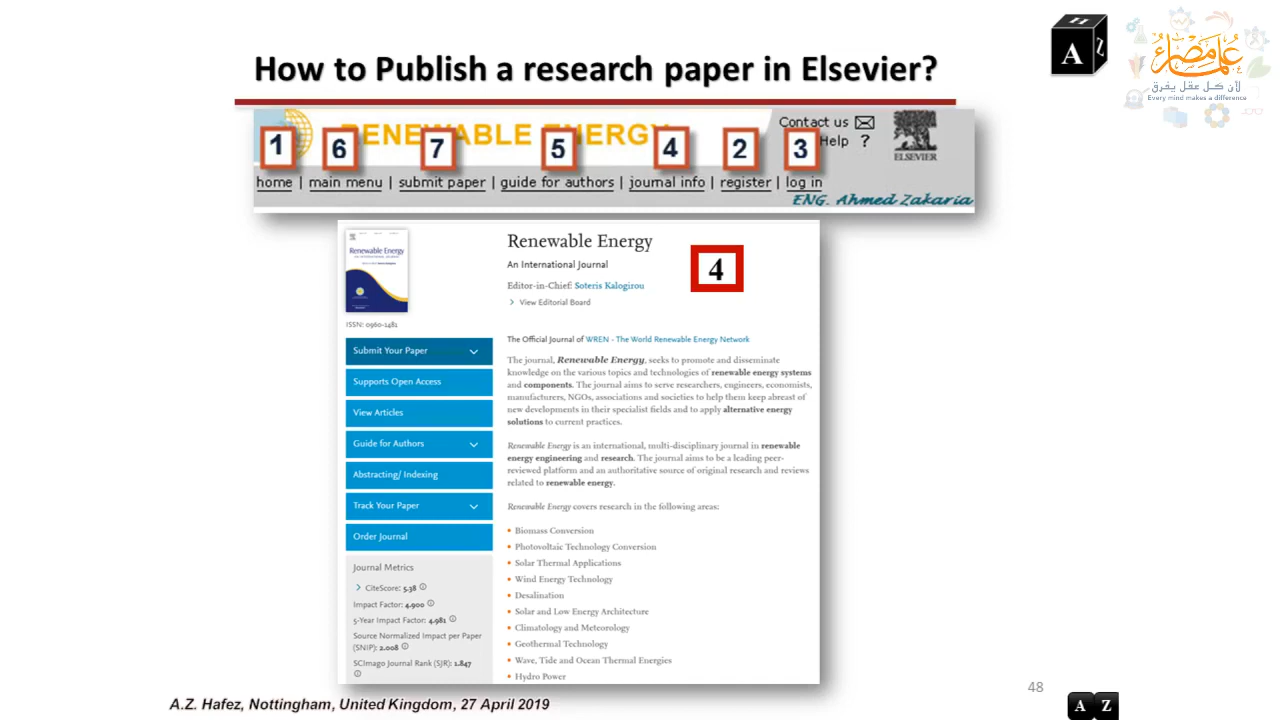 How to Publish a research paper in Elsevier?
H
A
Z
علماء مصر
لأن كل عقل يفرق
Every mind makes a difference
RENEWABLE ENERGY
Contact us
Help ?
ELSEVIER
1 6 7 5 4 2 3
home | main menu | submit paper | guide for authors | journal info | register | log in
ENG. Ahmed Zakaria
Renewable Energy
Renewable Energy
An International Journal
4
Editor-in-Chief: Soteris Kalogirou
> View Editorial Board
ISSN: 0960-1481
Submit Your Paper
Supports Open Access
View Articles
Guide for Authors
Abstracting/ Indexing
Track Your Paper
Order Journal
Journal Metrics
> CiteScore: 5.38
Impact Factor: 4.900
5-Year Impact Factor: 4.981
Source Normalized Impact per Paper
(SNIP): 2.008
SCImago Journal Rank (SJR): 1.847
The Official Journal of WREN - The World Renewable Energy Network
The journal, Renewable Energy, seeks to promote and disseminate
knowledge on the various topics and technologies of renewable energy systems
and components. The journal aims to serve researchers, engineers, economists,
manufacturers, NGOs, associations and societies to help them keep abreast of
new developments in their specialist fields and to apply alternative energy
solutions to current practices.
Renewable Energy is an international, multi-disciplinary journal in renewable
energy engineering and research. The journal aims to be a leading peer-
reviewed platform and an authoritative source of original research and reviews
related to renewable energy.
Renewable Energy covers research in the following areas:
• Biomass Conversion
• Photovoltaic Technology Conversion
• Solar Thermal Applications
• Wind Energy Technology
• Desalination
• Solar and Low Energy Architecture
• Climatology and Meteorology
• Geothermal Technology
• Wave, Tide and Ocean Thermal Energies
• Hydro Power
A.Z. Hafez, Nottingham, United Kingdom, 27 April 2019
48
A Z